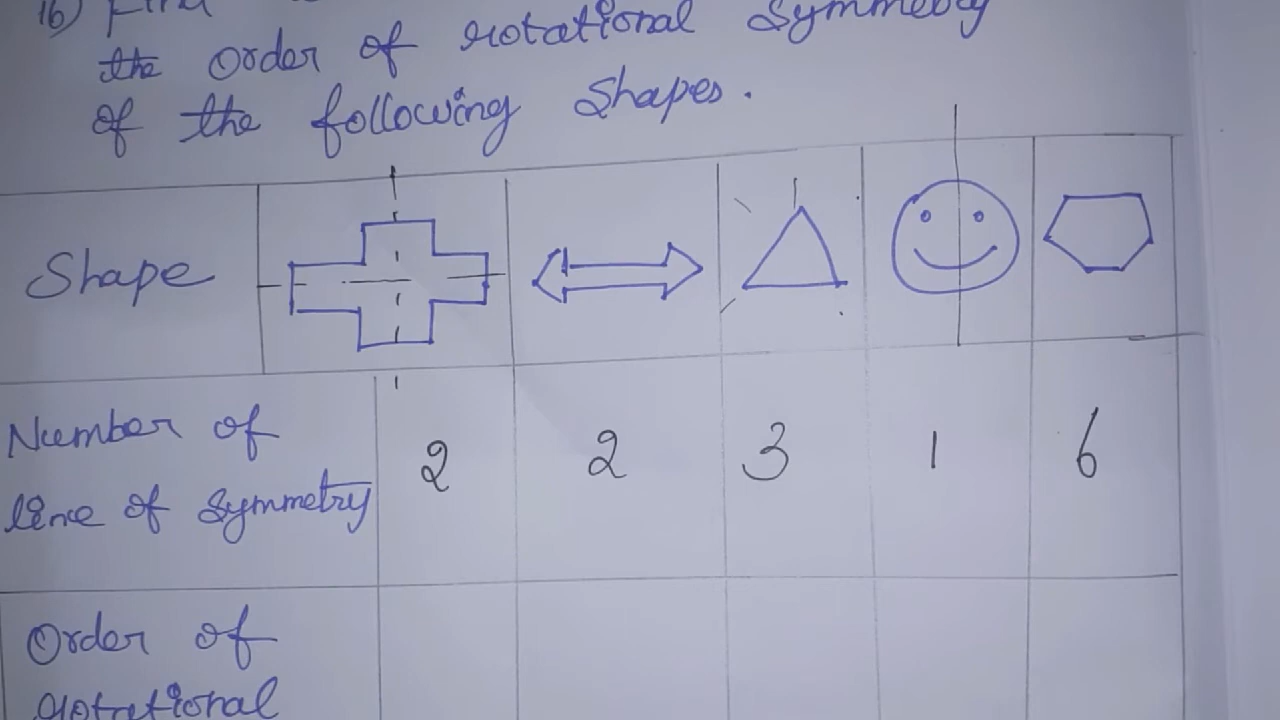 16) Find
the order of rotational Symmetry
of the following Shapes.
Shape
Number of
line of Symmetry
2 2 3 1 6
Order of
rotational